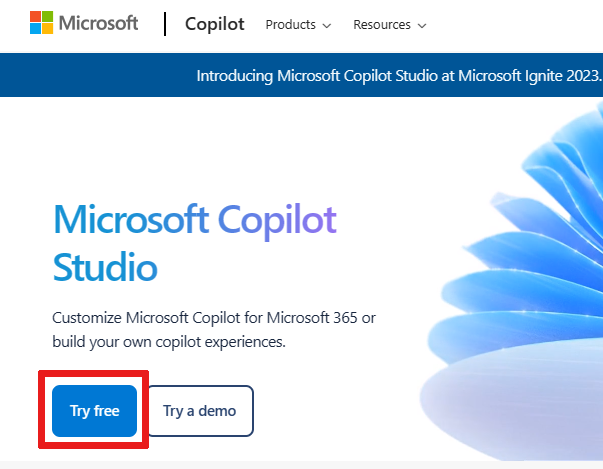 Microsoft Copilot Products Resources
Introducing Microsoft Copilot Studio at Microsoft Ignite 2023.
Microsoft Copilot
Studio
Customize Microsoft Copilot for Microsoft 365 or
build your own copilot experiences.
Try free Try a demo